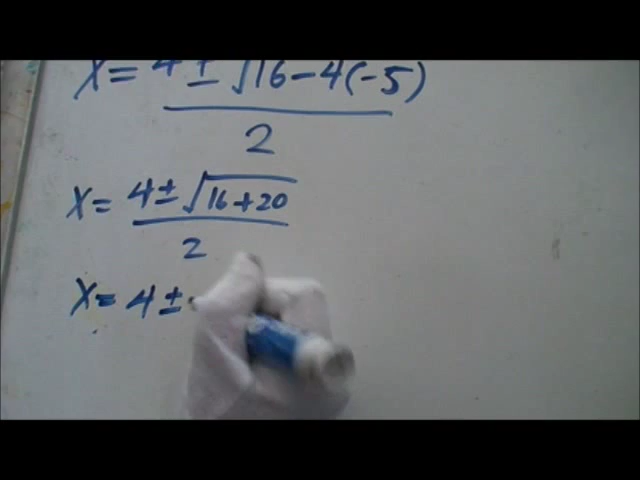 X = 4 ± √16 - 4(-5)
2
X = 4 ± √16 + 20
2
X = 4 ±